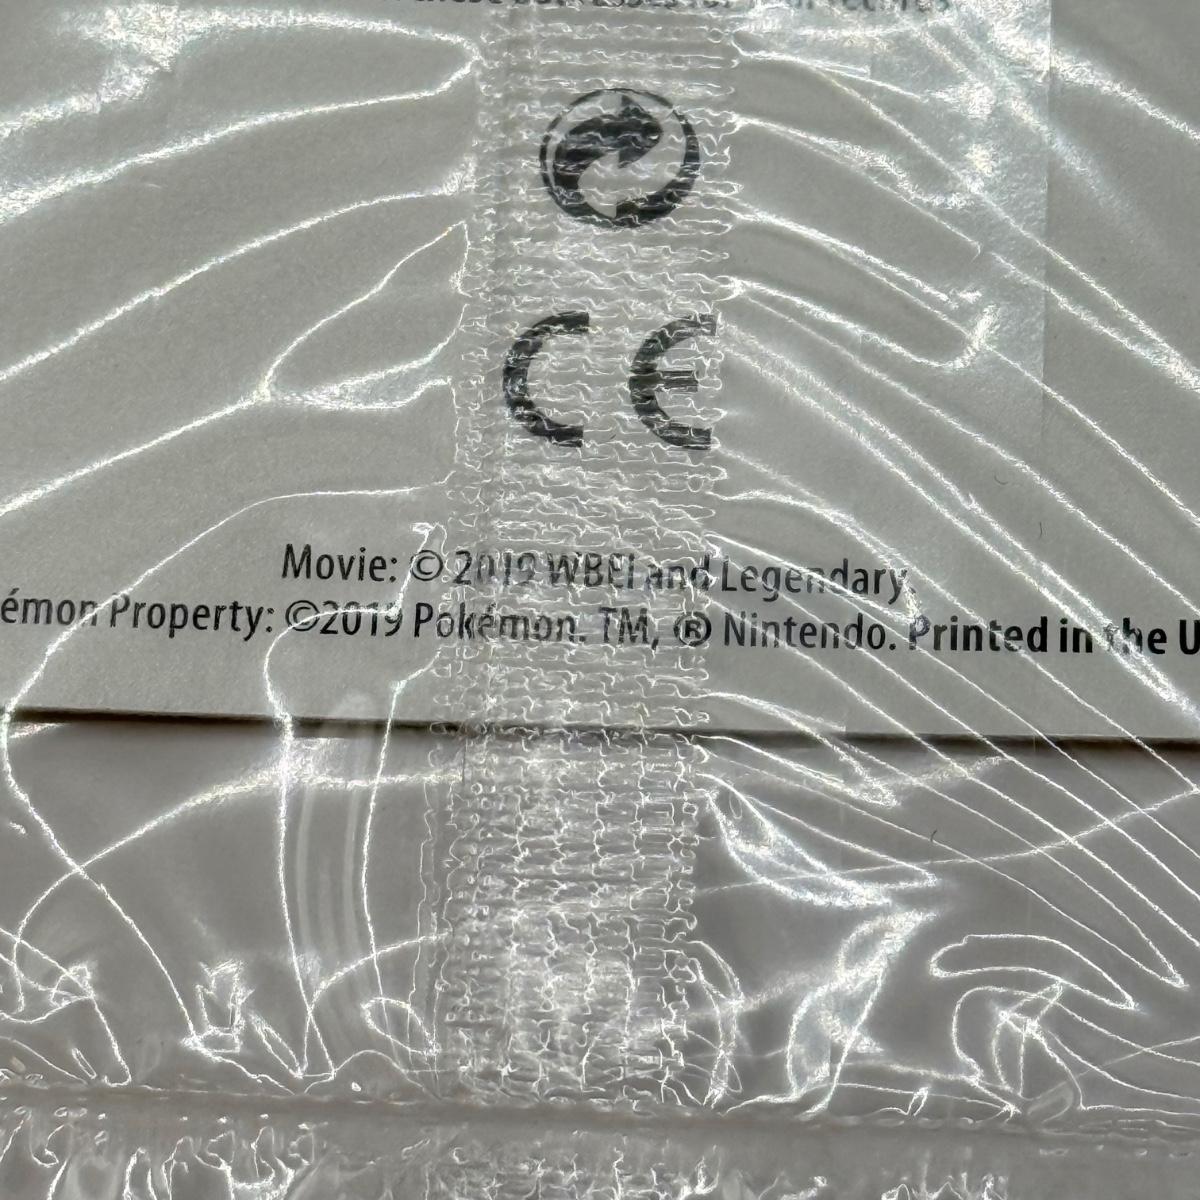 CE
Movie: © 2019 WBEI and Legendary.
émon Property: ©2019 Pokémon. TM, ® Nintendo. Printed in the U